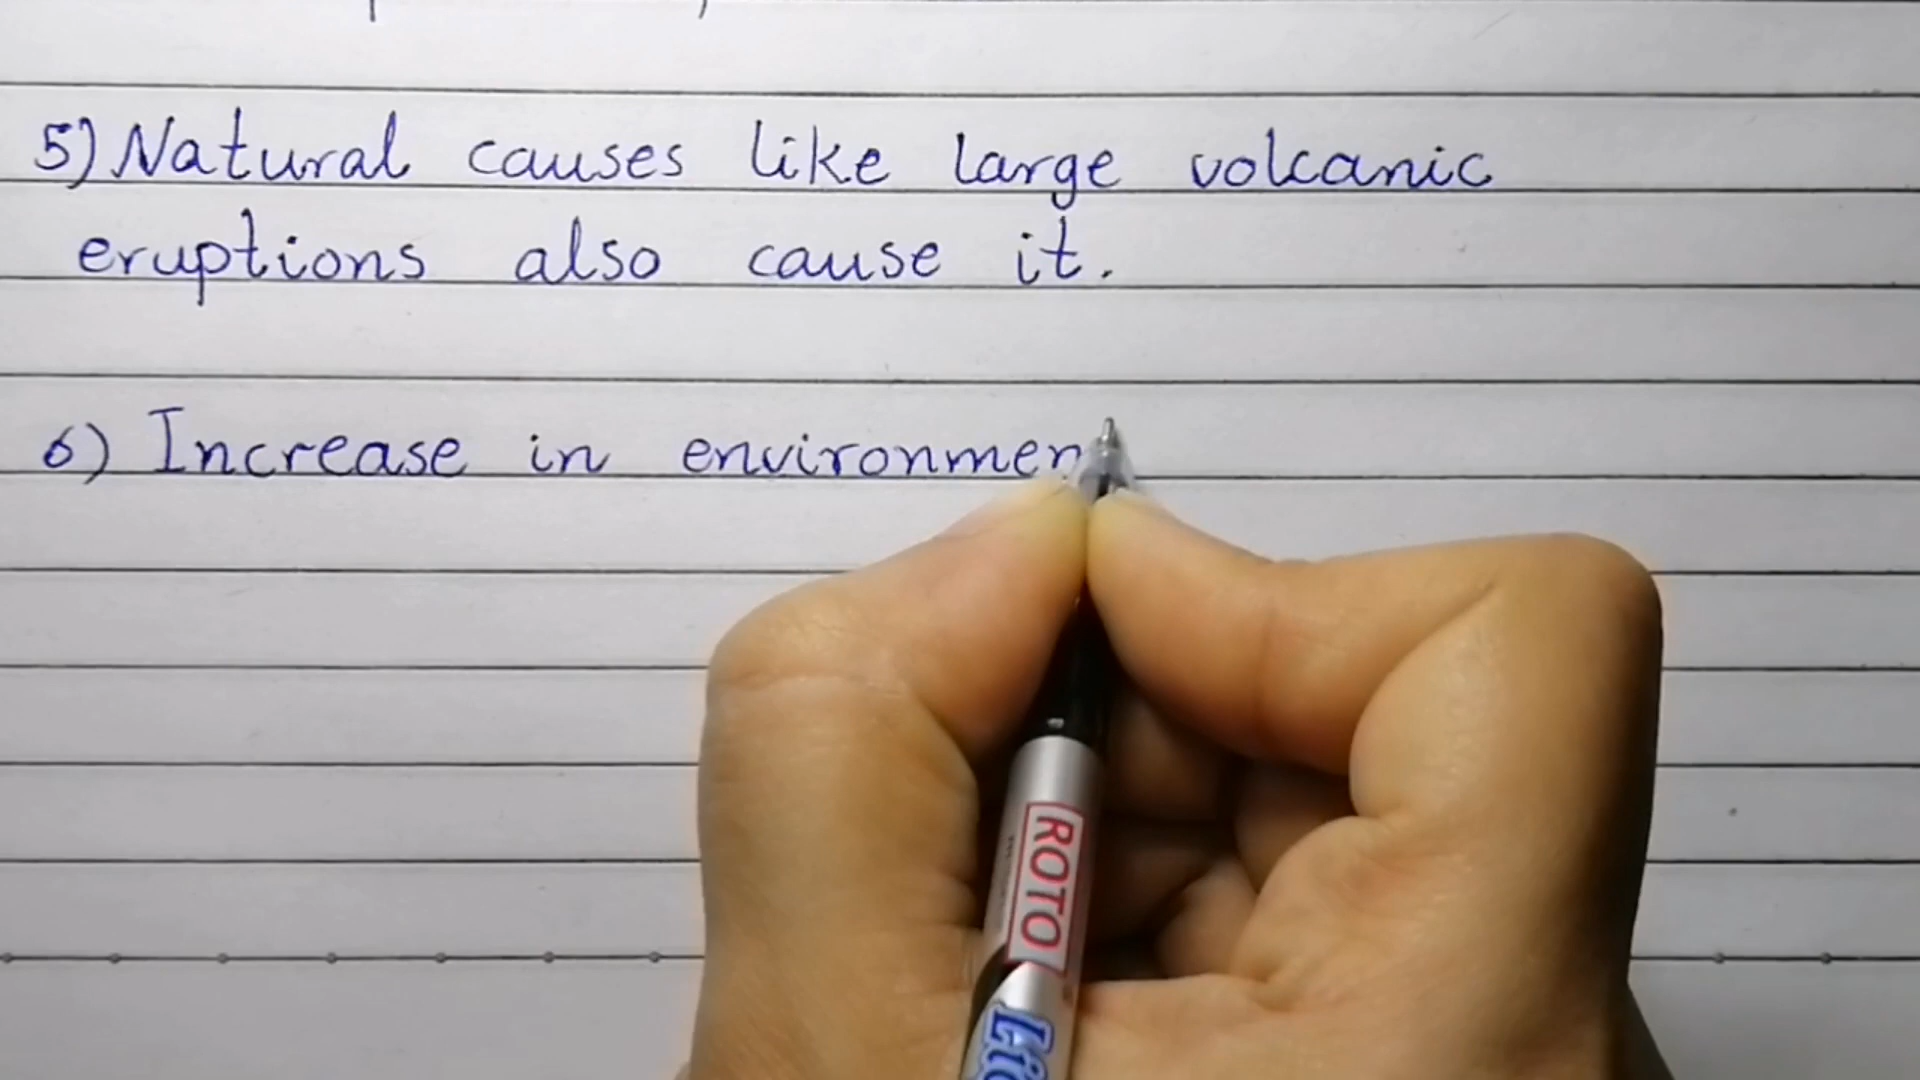 5) Natural causes like large volcanic
eruptions also cause it.
6) Increase in environmen
ROTO